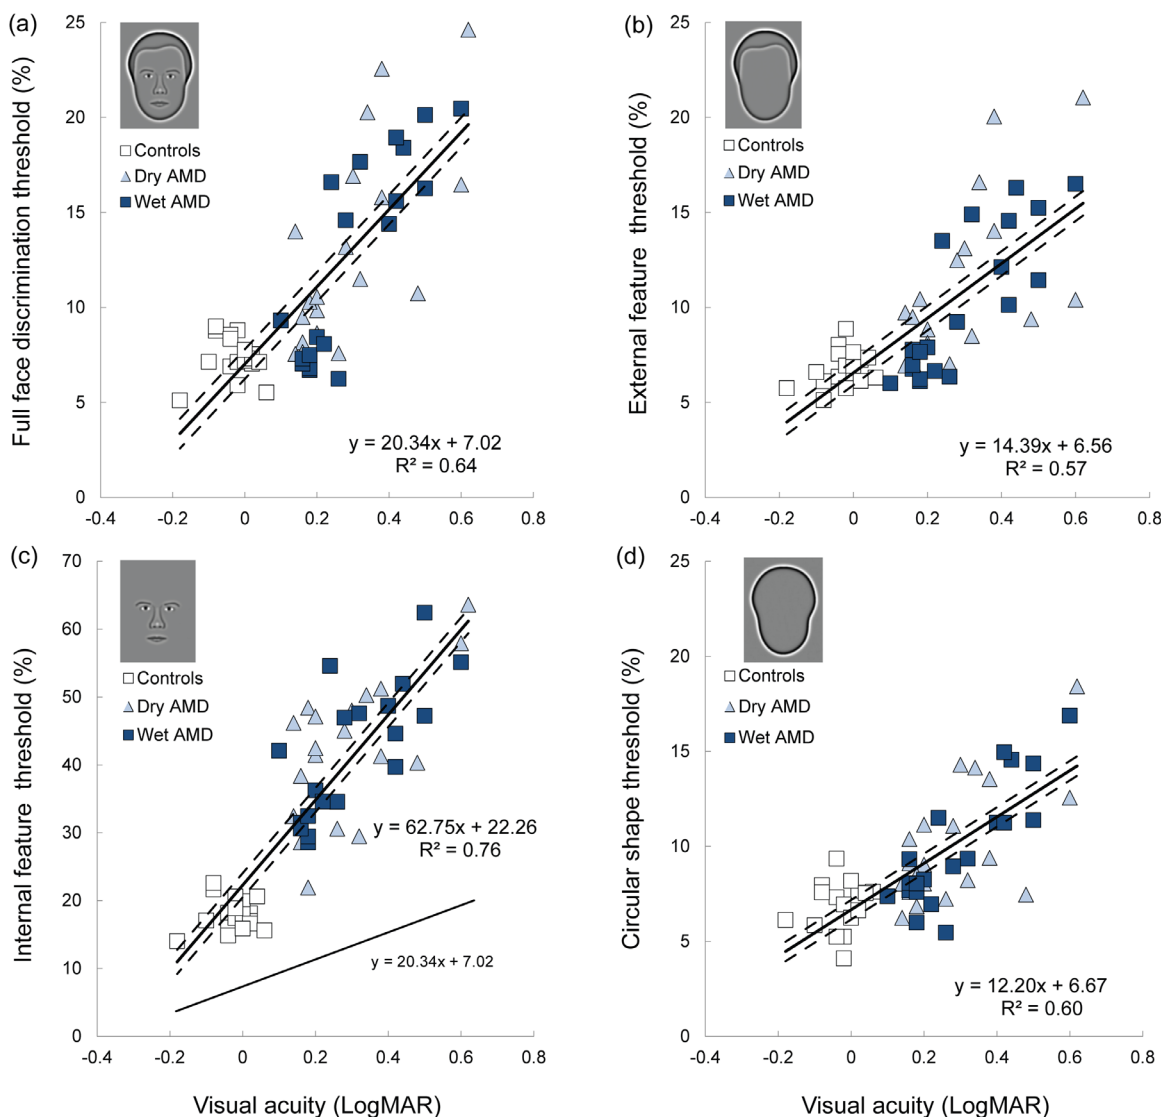 (a)
Full face discrimination threshold (%)
25
20
15
10
5
0
Controls
Dry AMD
Wet AMD
y = 20.34x + 7.02
R² = 0.64
-0.4
-0.2
0
0.2
0.4
0.6
0.8
(b)
External feature threshold (%)
25
20
15
10
5
0
Controls
Dry AMD
Wet AMD
y = 14.39x + 6.56
R² = 0.57
-0.4
-0.2
0
0.2
0.4
0.6
0.8
(c)
Internal feature threshold (%)
70
60
50
40
30
20
10
0
Controls
Dry AMD
Wet AMD
y = 62.75x + 22.26
R² = 0.76
y = 20.34x + 7.02
-0.4
-0.2
0
0.2
0.4
0.6
0.8
Visual acuity (LogMAR)
(d)
Circular shape threshold (%)
25
20
15
10
5
0
Controls
Dry AMD
Wet AMD
y = 12.20x + 6.67
R² = 0.60
-0.4
-0.2
0
0.2
0.4
0.6
0.8
Visual acuity (LogMAR)